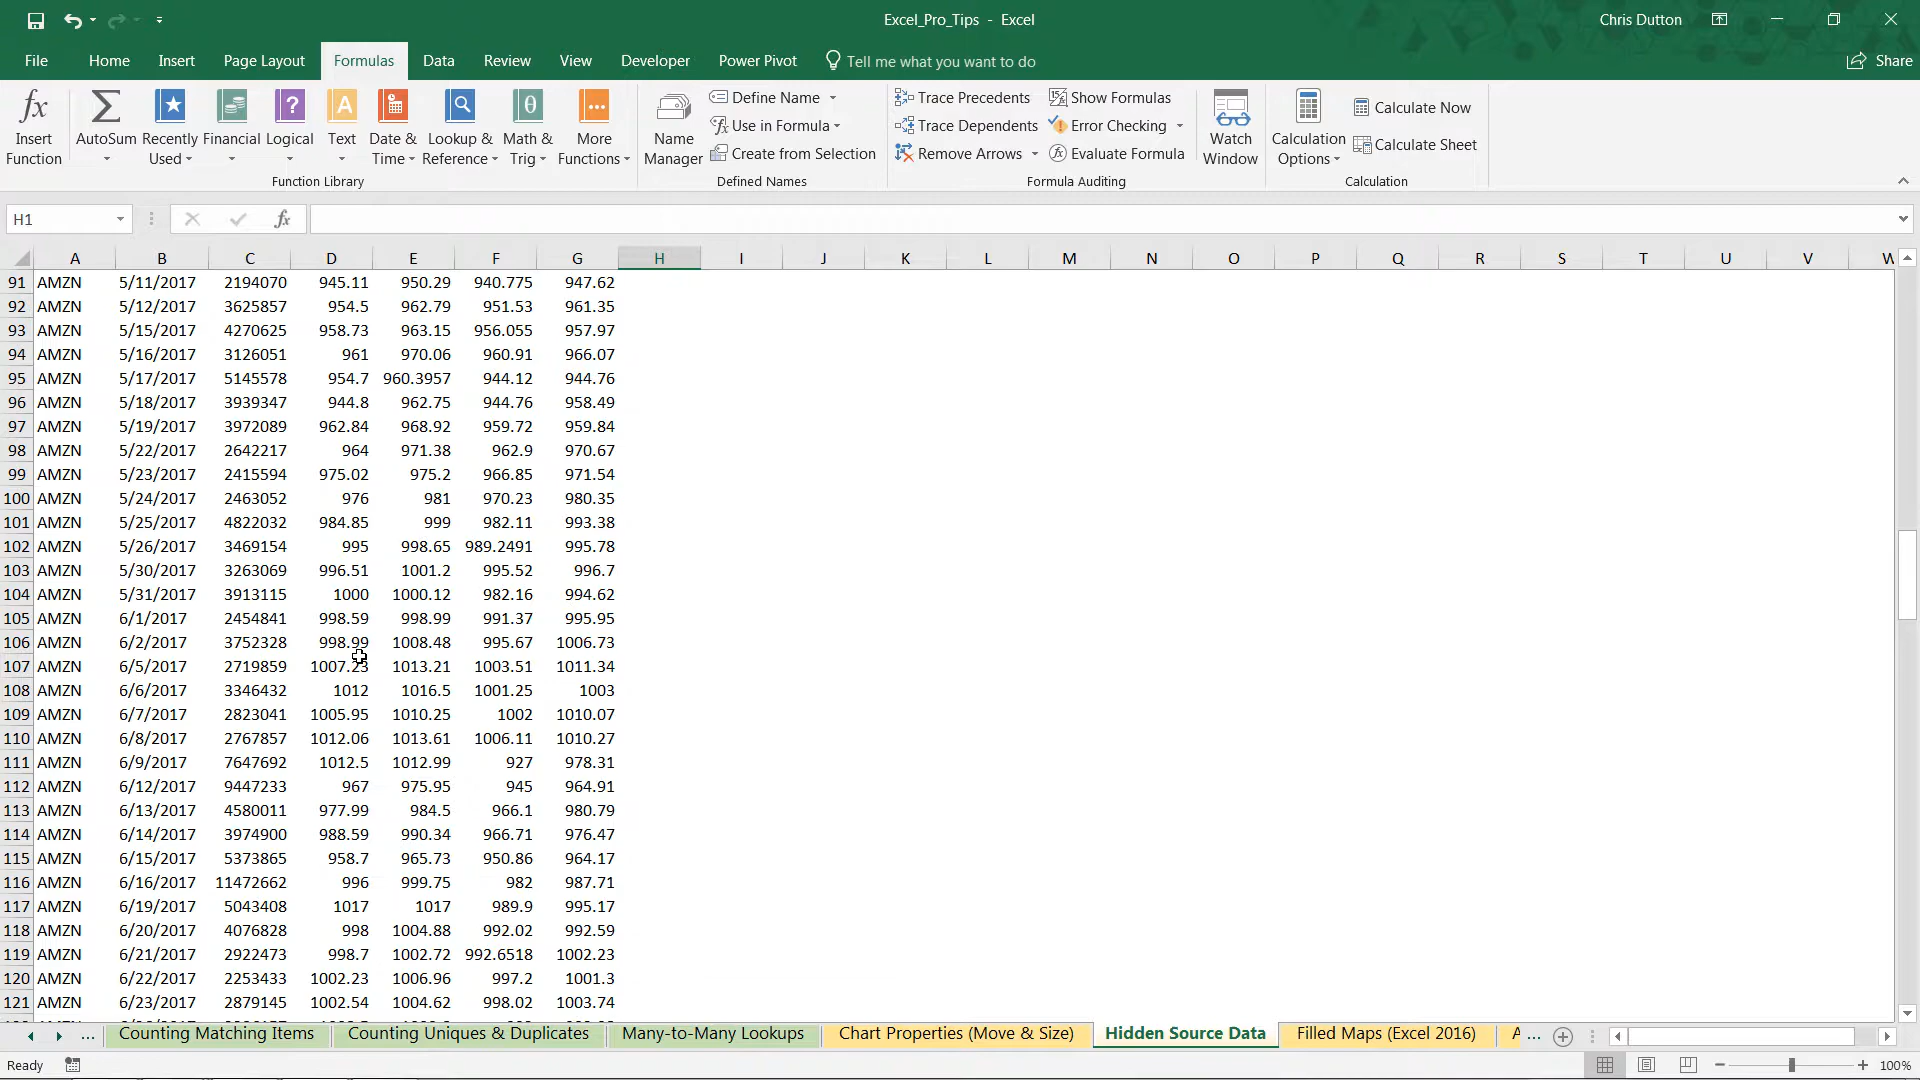 Excel_Pro_Tips - Excel
Chris Dutton
File Home Insert Page Layout Formulas Data Review View Developer Power Pivot Tell me what you want to do Share
fx Σ ? A θ
Insert Function
AutoSum
Recently Used
Financial
Logical
Text
Date & Time
Lookup & Reference
Math & Trig
More Functions
Function Library
Name Manager
Define Name
Use in Formula
Create from Selection
Defined Names
Trace Precedents
Trace Dependents
Remove Arrows
Show Formulas
Error Checking
Evaluate Formula
Formula Auditing
Watch Window
Calculation Options
Calculate Now
Calculate Sheet
Calculation
H1 fx
A B C D E F G H I J K L M N O P Q R S T U V W
91 AMZN 5/11/2017 2194070 945.11 950.29 940.775 947.62
92 AMZN 5/12/2017 3625857 954.5 962.79 951.53 961.35
93 AMZN 5/15/2017 4270625 958.73 963.15 956.055 957.97
94 AMZN 5/16/2017 3126051 961 970.06 960.91 966.07
95 AMZN 5/17/2017 5145578 954.7 960.3957 944.12 944.76
96 AMZN 5/18/2017 3939347 944.8 962.75 944.76 958.49
97 AMZN 5/19/2017 3972089 962.84 968.92 959.72 959.84
98 AMZN 5/22/2017 2642217 964 971.38 962.9 970.67
99 AMZN 5/23/2017 2415594 975.02 975.2 966.85 971.54
100 AMZN 5/24/2017 2463052 976 981 970.23 980.35
101 AMZN 5/25/2017 4822032 984.85 999 982.11 993.38
102 AMZN 5/26/2017 3469154 995 998.65 989.2491 995.78
103 AMZN 5/30/2017 3263069 996.51 1001.2 995.52 996.7
104 AMZN 5/31/2017 3913115 1000 1000.12 982.16 994.62
105 AMZN 6/1/2017 2454841 998.59 998.99 991.37 995.95
106 AMZN 6/2/2017 3752328 998.99 1008.48 995.67 1006.73
107 AMZN 6/5/2017 2719859 1007.23 1013.21 1003.51 1011.34
108 AMZN 6/6/2017 3346432 1012 1016.5 1001.25 1003
109 AMZN 6/7/2017 2823041 1005.95 1010.25 1002 1010.07
110 AMZN 6/8/2017 2767857 1012.06 1013.61 1006.11 1010.27
111 AMZN 6/9/2017 7647692 1012.5 1012.99 927 978.31
112 AMZN 6/12/2017 9447233 967 975.95 945 964.91
113 AMZN 6/13/2017 4580011 977.99 984.5 966.1 980.79
114 AMZN 6/14/2017 3974900 988.59 990.34 966.71 976.47
115 AMZN 6/15/2017 5373865 958.7 965.73 950.86 964.17
116 AMZN 6/16/2017 11472662 996 999.75 982 987.71
117 AMZN 6/19/2017 5043408 1017 1017 989.9 995.17
118 AMZN 6/20/2017 4076828 998 1004.88 992.02 992.59
119 AMZN 6/21/2017 2922473 998.7 1002.72 992.6518 1002.23
120 AMZN 6/22/2017 2253433 1002.23 1006.96 997.2 1001.3
121 AMZN 6/23/2017 2879145 1002.54 1004.62 998.02 1003.74
... Counting Matching Items Counting Uniques & Duplicates Many-to-Many Lookups Chart Properties (Move & Size) Hidden Source Data Filled Maps (Excel 2016) ...
Ready 100%